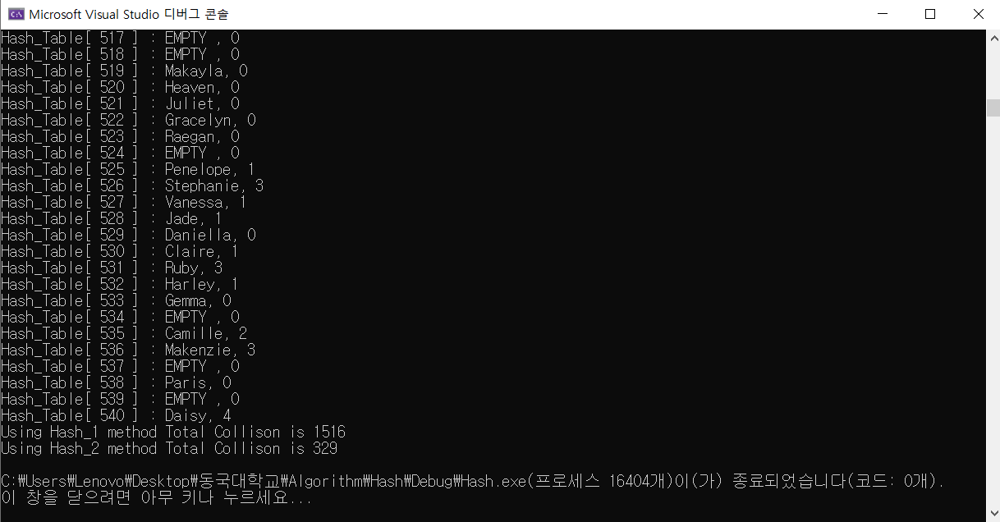 Microsoft Visual Studio 디버그 콘솔
Hash_Table[ 517 ] : EMPTY , 0
Hash_Table[ 518 ] : EMPTY , 0
Hash_Table[ 519 ] : Makayla, 0
Hash_Table[ 520 ] : Heaven, 0
Hash_Table[ 521 ] : Juliet, 0
Hash_Table[ 522 ] : Gracelyn, 0
Hash_Table[ 523 ] : Raegan, 0
Hash_Table[ 524 ] : EMPTY , 0
Hash_Table[ 525 ] : Penelope, 1
Hash_Table[ 526 ] : Stephanie, 3
Hash_Table[ 527 ] : Vanessa, 1
Hash_Table[ 528 ] : Jade, 1
Hash_Table[ 529 ] : Daniella, 0
Hash_Table[ 530 ] : Claire, 1
Hash_Table[ 531 ] : Ruby, 3
Hash_Table[ 532 ] : Harley, 1
Hash_Table[ 533 ] : Gemma, 0
Hash_Table[ 534 ] : EMPTY , 0
Hash_Table[ 535 ] : Camille, 2
Hash_Table[ 536 ] : Makenzie, 3
Hash_Table[ 537 ] : EMPTY , 0
Hash_Table[ 538 ] : Paris, 0
Hash_Table[ 539 ] : EMPTY , 0
Hash_Table[ 540 ] : Daisy, 4
Using Hash_1 method Total Collison is 1516
Using Hash_2 method Total Collison is 329
C:₩Users₩Lenovo₩Desktop₩동국대학교₩Algorithm₩Hash₩Debug₩Hash.exe(프로세스 16404개)이(가) 종료되었습니다(코드: 0개).
이 창을 닫으려면 아무 키나 누르세요...